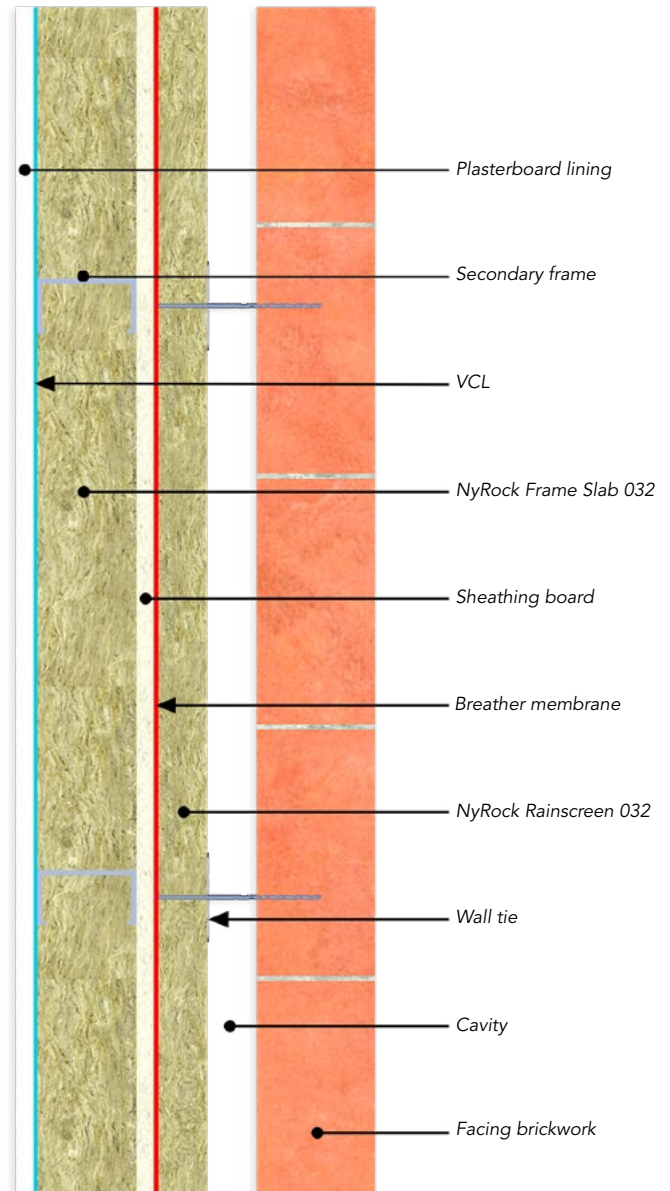 Plasterboard lining
Secondary frame
VCL
NyRock Frame Slab 032
Sheathing board
Breather membrane
NyRock Rainscreen 032
Wall tie
Cavity
Facing brickwork